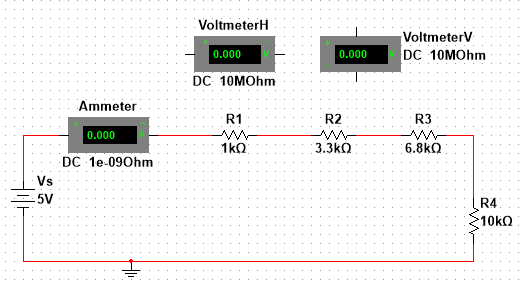 VoltmeterH
0.000
V
DC 10MOhm
VoltmeterV
0.000
V
DC 10MOhm
Ammeter
0.000
A
DC 1e-09Ohm
R1
1kΩ
R2
3.3kΩ
R3
6.8kΩ
R4
10kΩ
Vs
5V